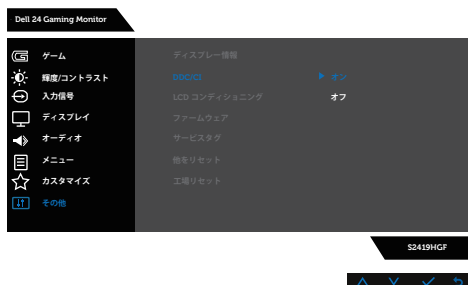 Dell 24 Gaming Monitor
ゲーム
輝度/コントラスト
入力信号
ディスプレイ
オーディオ
メニュー
カスタマイズ
その他
ディスプレー情報
DDC/CI
LCD コンディショニング
ファームウェア
サービスタグ
他をリセット
工場リセット
オン
オフ
S2419HGF